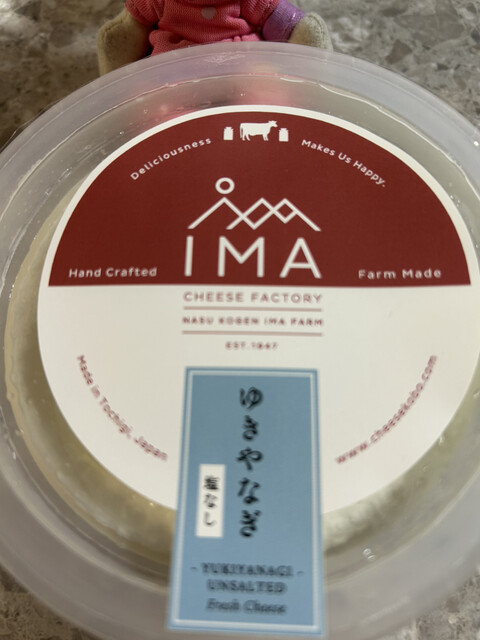 Deliciousness Makes Us Happy.
IMA
Hand Crafted Farm Made
CHEESE FACTORY
NASU KOGEN IMA FARM
EST.1947
Made in Tochigi, Japan
www.cheesekobo.com
ゆきやなぎ
塩なし
- YUKIYANAGI -
UNSALTED
Fresh Cheese